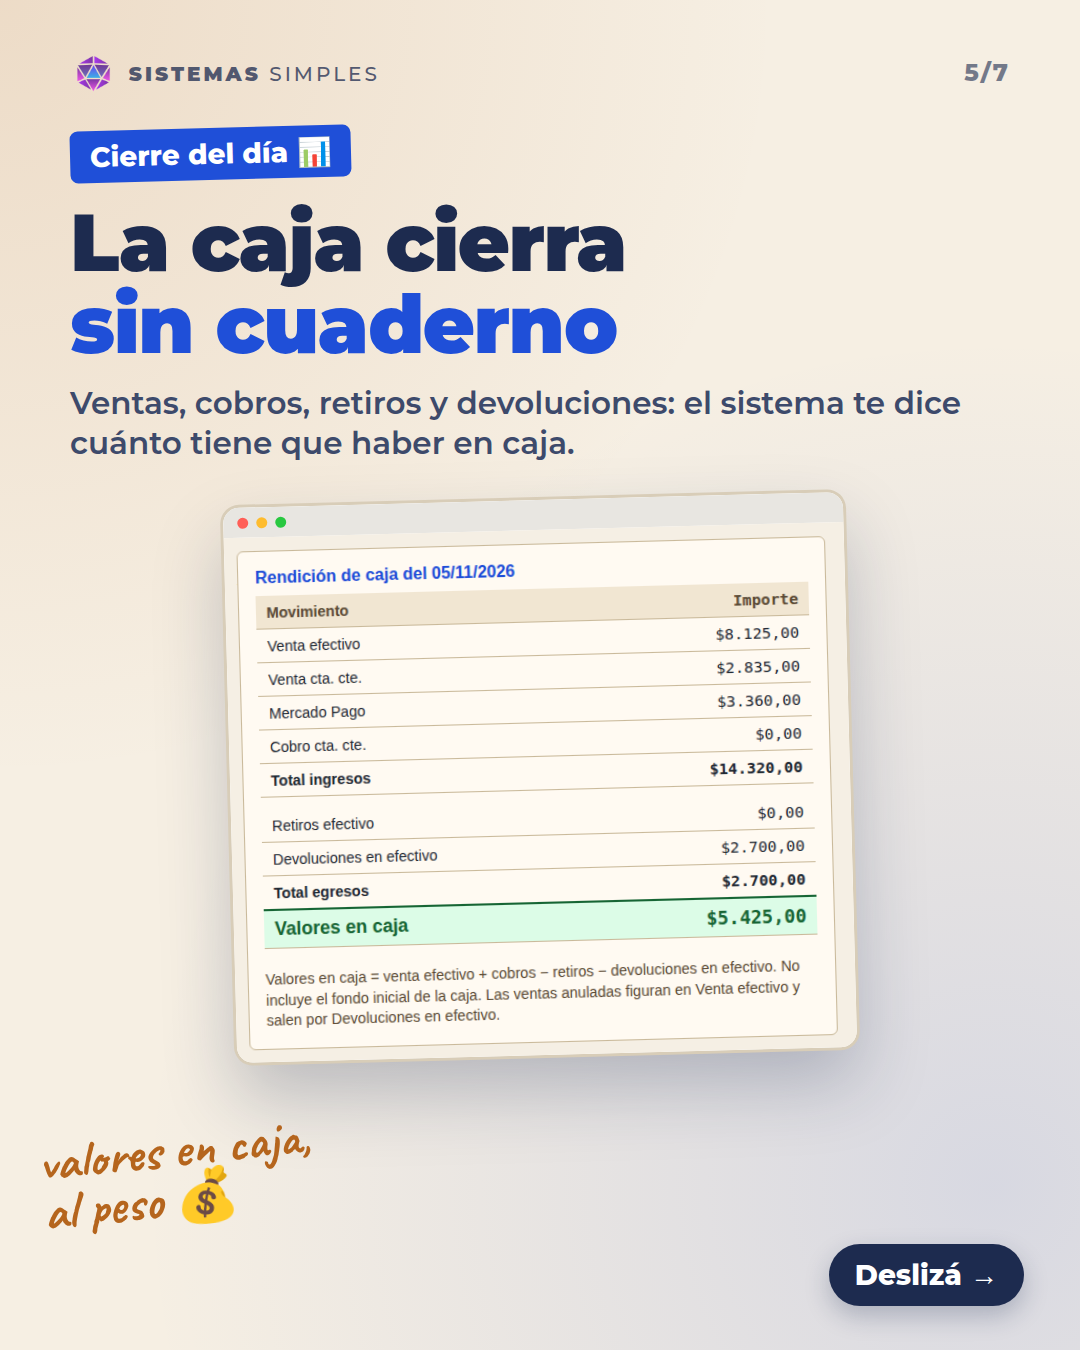 SISTEMAS SIMPLES
5/7
Cierre del día
La caja cierra
sin cuaderno
Ventas, cobros, retiros y devoluciones: el sistema te dice
cuánto tiene que haber en caja.
Rendición de caja del 05/11/2026
Movimiento Importe
Venta efectivo $8.125,00
Venta cta. cte. $2.835,00
Mercado Pago $3.360,00
Cobro cta. cte. $0,00
Total ingresos $14.320,00
Retiros efectivo $0,00
Devoluciones en efectivo $2.700,00
Total egresos $2.700,00
Valores en caja $5.425,00
Valores en caja = venta efectivo + cobros − retiros − devoluciones en efectivo. No
incluye el fondo inicial de la caja. Las ventas anuladas figuran en Venta efectivo y
salen por Devoluciones en efectivo.
valores en caja,
al peso
Deslizá →